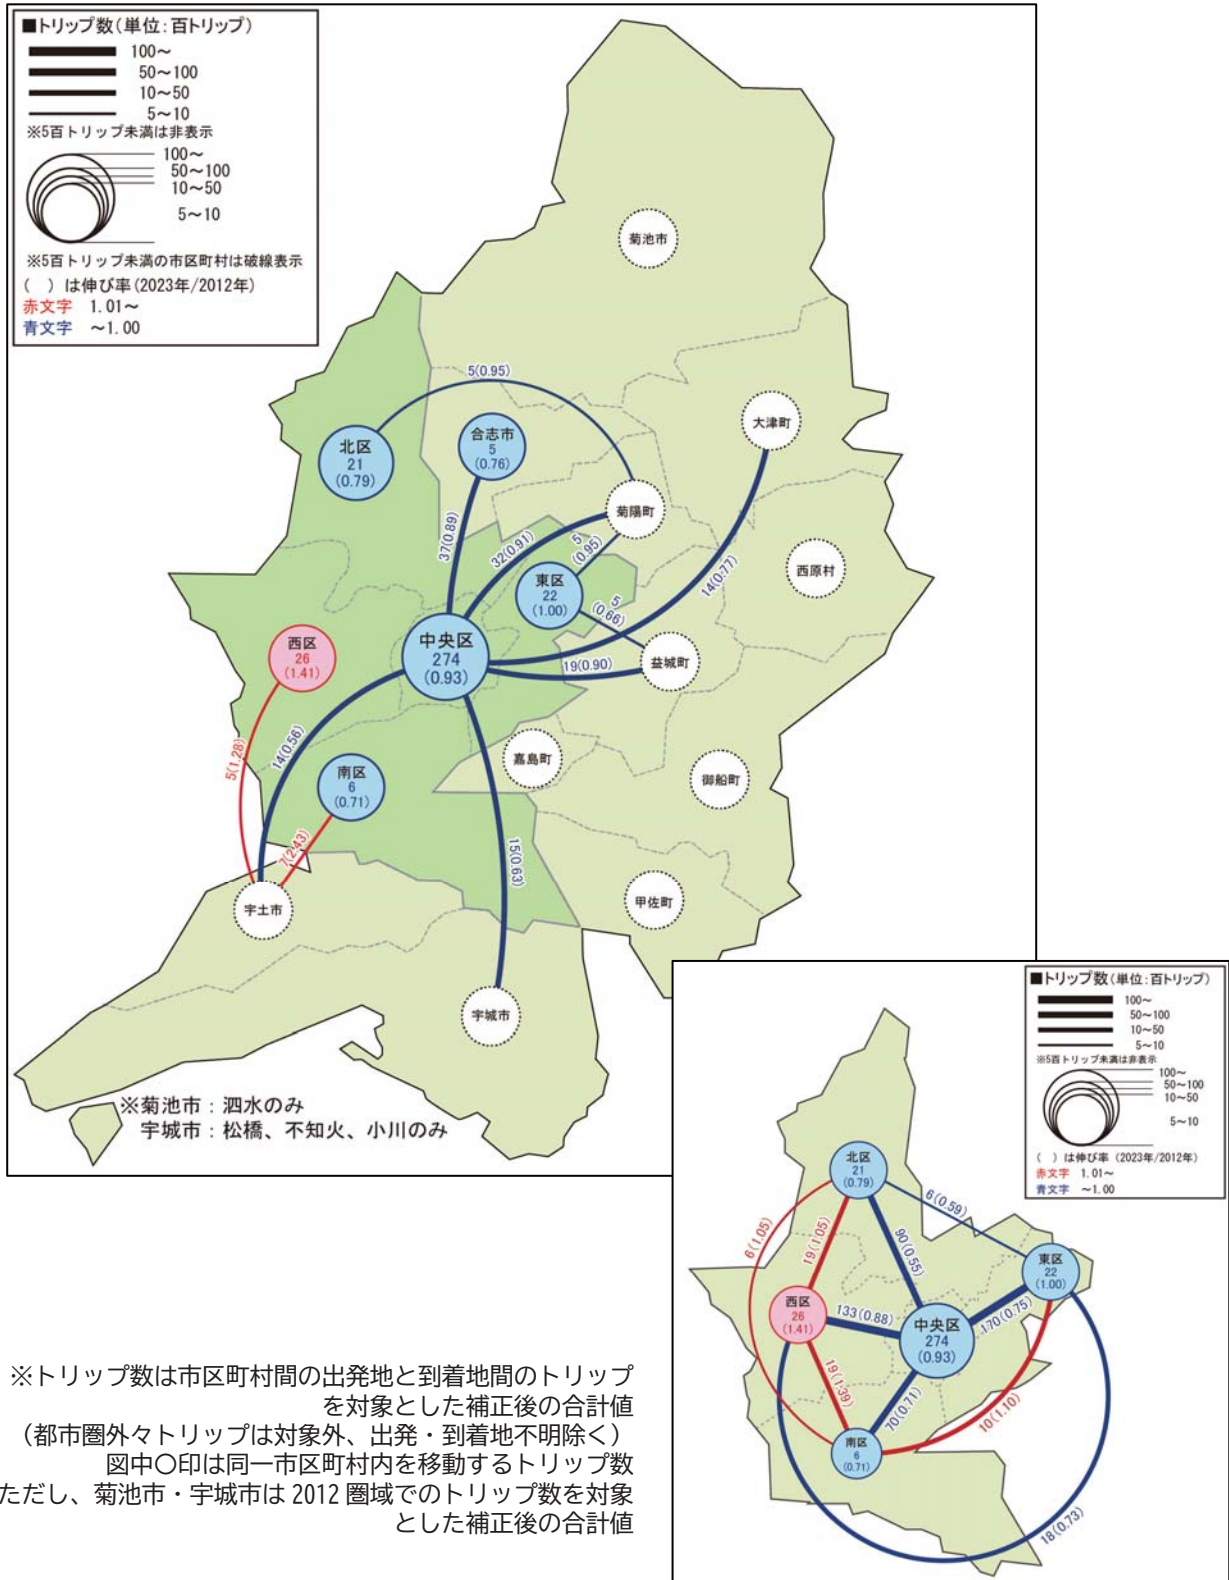 ■トリップ数(単位:百トリップ)
100～
50～100
10～50
5～10
※5百トリップ未満は非表示
100～
50～100
10～50
5～10
※5百トリップ未満の市区町村は破線表示
(　)は伸び率(2023年/2012年)
赤文字　1.01～
青文字　～1.00
菊池市
5(0.95)
大津町
北区
21
(0.79)
合志市
5
(0.76)
菊陽町
37(0.89)
32(0.91)
5
(0.95)
14(0.77)
西原村
東区
22
(1.00)
5
(0.66)
西区
26
(1.41)
中央区
274
(0.93)
19(0.90)
益城町
5(1.28)
14(0.56)
南区
6
(0.71)
嘉島町
御船町
7(2.43)
15(0.63)
宇土市
甲佐町
宇城市
※菊池市：泗水のみ
宇城市：松橋、不知火、小川のみ
■トリップ数(単位:百トリップ)
100～
50～100
10～50
5～10
※5百トリップ未満は非表示
100～
50～100
10～50
5～10
(　)は伸び率(2023年/2012年)
赤文字　1.01～
青文字　～1.00
北区
21
(0.79)
6(0.59)
6(1.05)
19(1.05)
90(0.55)
東区
22
(1.00)
西区
26
(1.41)
133(0.88)
中央区
274
(0.93)
170(0.75)
19(1.39)
70(0.71)
10(1.10)
南区
6
(0.71)
18(0.73)
※トリップ数は市区町村間の出発地と到着地間のトリップ
を対象とした補正後の合計値
（都市圏外々トリップは対象外、出発・到着地不明除く）
図中〇印は同一市区町村内を移動するトリップ数
ただし、菊池市・宇城市は 2012 圏域でのトリップ数を対象
とした補正後の合計値